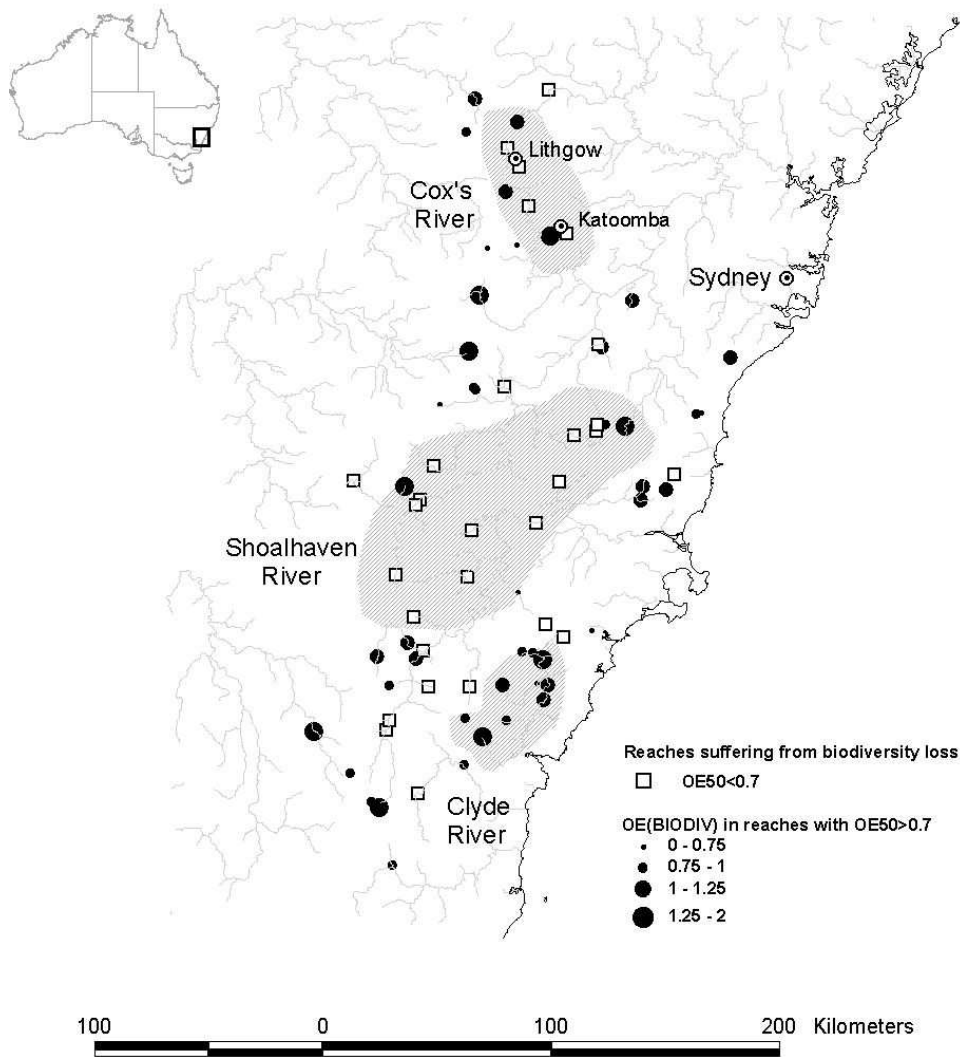 Lithgow
Cox's
River
Katoomba
Sydney
Shoalhaven
River
Clyde
River
Reaches suffering from biodiversity loss
OE50<0.7
OE(BIODIV) in reaches with OE50>0.7
0 - 0.75
0.75 - 1
1 - 1.25
1.25 - 2
100 0 100 200 Kilometers